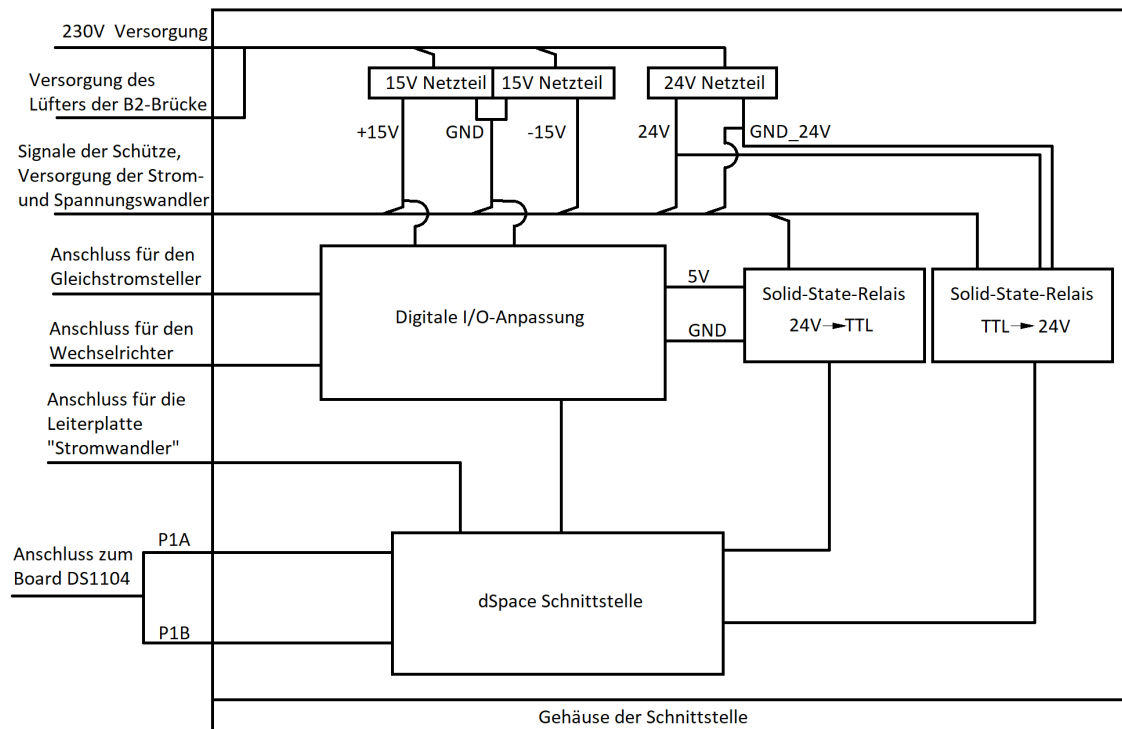 230V Versorgung
Versorgung des
Lüfters der B2-Brücke
Signale der Schütze,
Versorgung der Strom-
und Spannungswandler
Anschluss für den
Gleichstromsteller
Anschluss für den
Wechselrichter
Anschluss für die
Leiterplatte
"Stromwandler"
Anschluss zum
Board DS1104
P1A
P1B
15V Netzteil
15V Netzteil
24V Netzteil
+15V
GND
-15V
24V
GND_24V
Digitale I/O-Anpassung
5V
GND
Solid-State-Relais
24V TTL
Solid-State-Relais
TTL 24V
dSpace Schnittstelle
Gehäuse der Schnittstelle